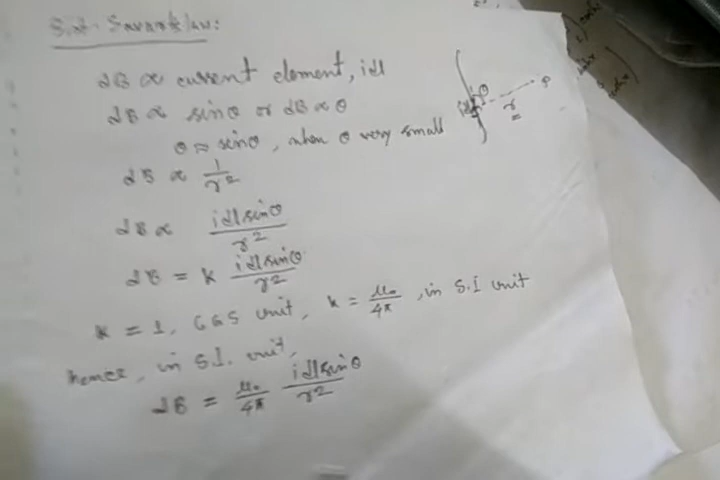 Biot-Savart's law:
dB ∝ current element, idl
dB ∝ sinθ or dB ∝ θ
θ ≈ sinθ, when θ very small
dB ∝ 1/r²
dB ∝ idl sinθ/r²
dB = k idl sinθ/r²
k = 1, CGS unit, k = μ₀/4π, in S.I unit
hence, in S.I. unit,
dB = μ₀/4π idl sinθ/r²
θ
idl
r
P